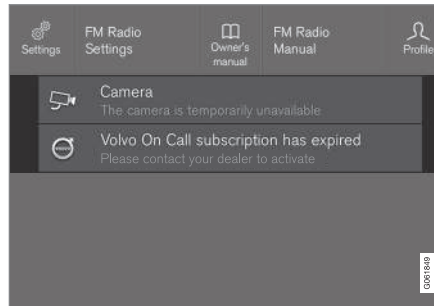 Settings
FM Radio
Settings
Owner's
manual
FM Radio
Manual
Profile
Camera
The camera is temporarily unavailable
Volvo On Call subscription has expired
Please contact your dealer to activate
G061849